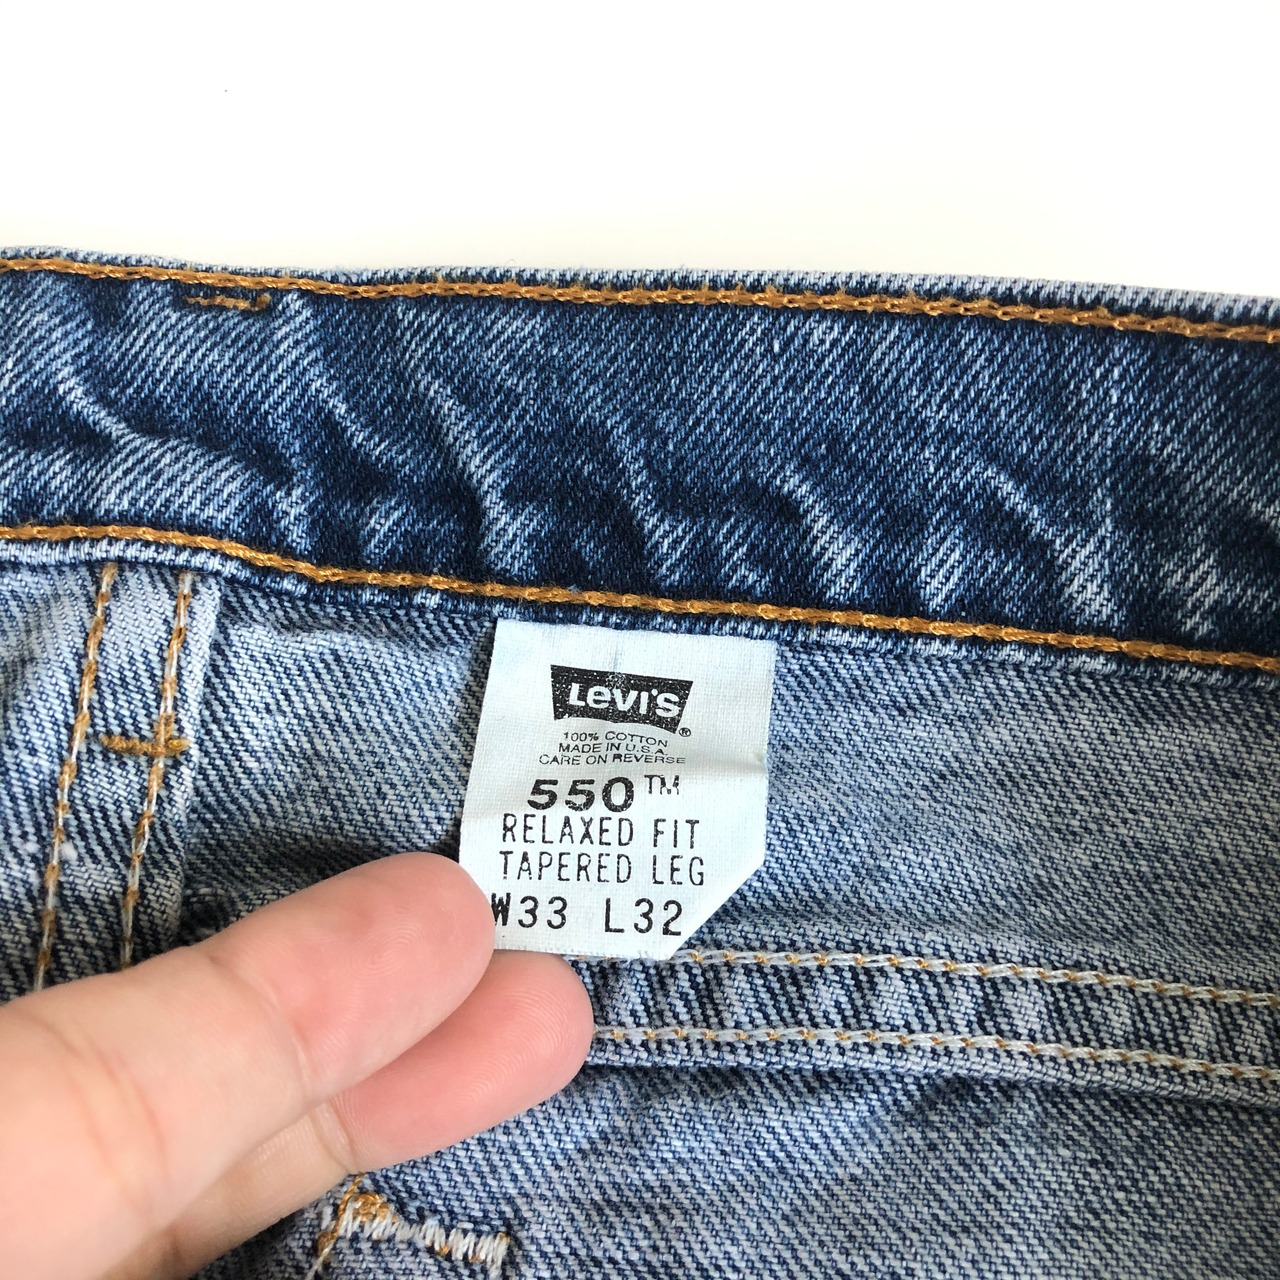 Levi's®
100% COTTON
MADE IN U.S.A.
CARE ON REVERSE
550™
RELAXED FIT
TAPERED LEG
W33 L32